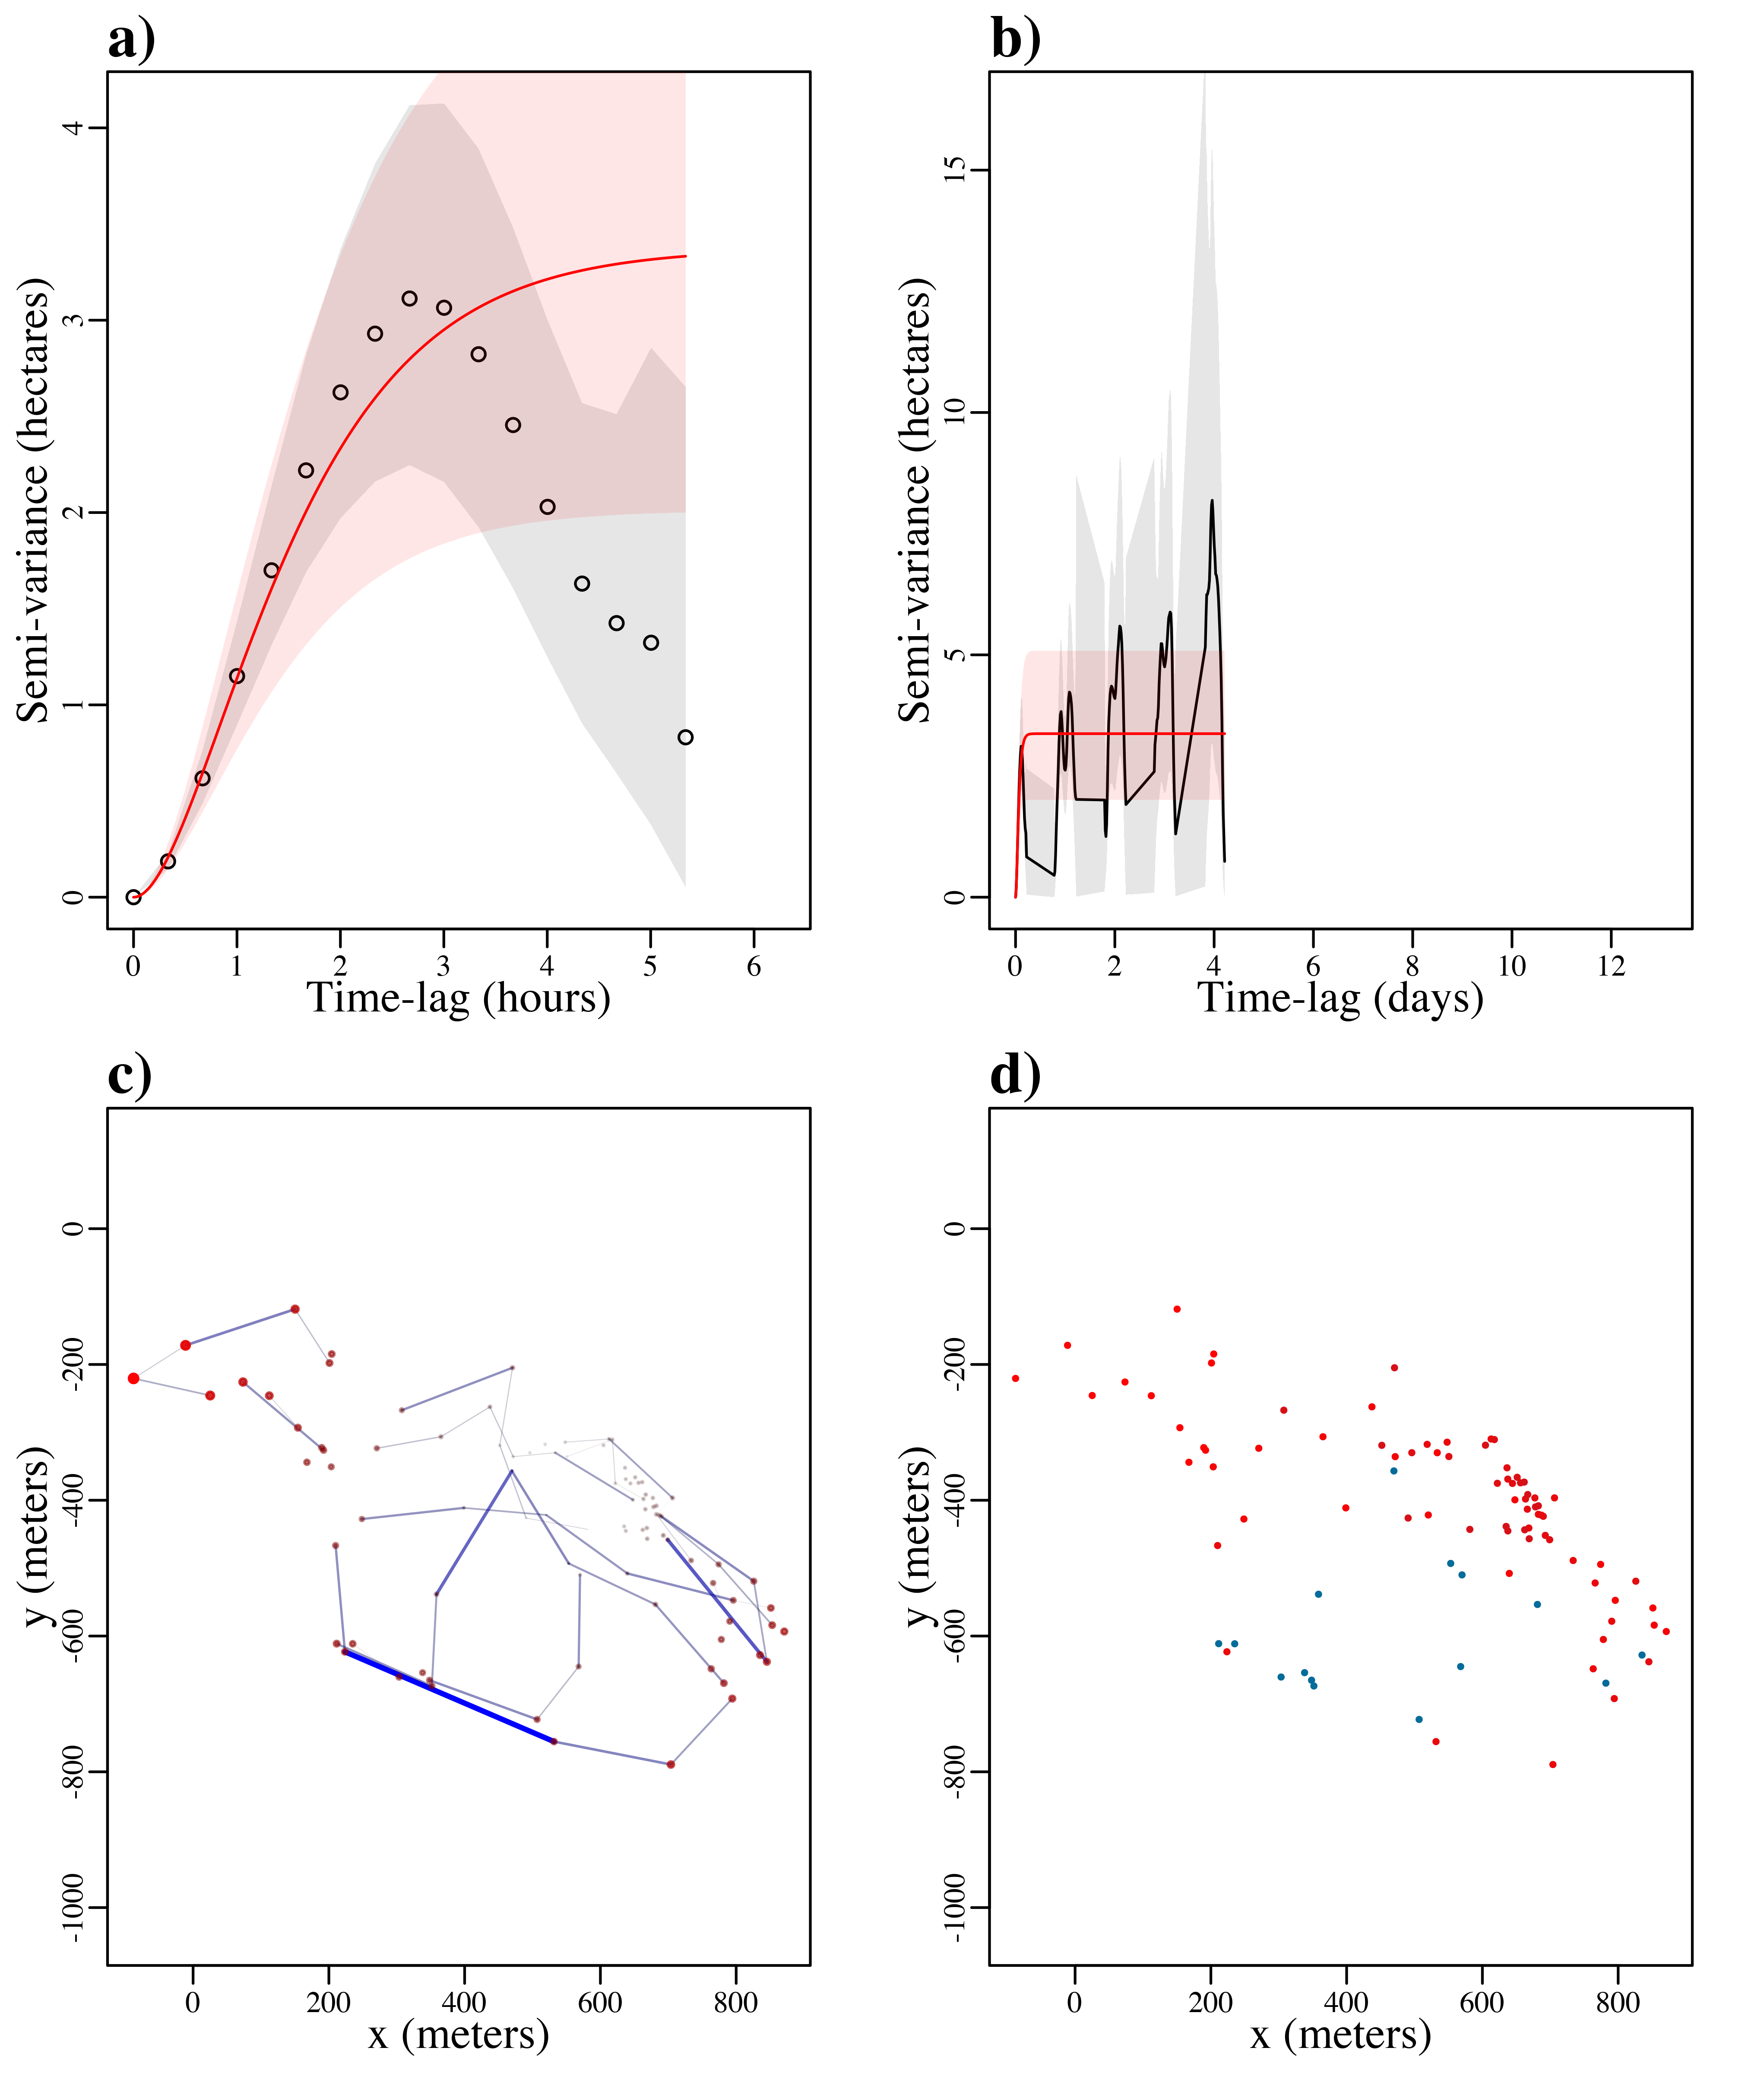 a)
Semi-variance (hectares)
4
3
2
1
0
0 1 2 3 4 5 6
Time-lag (hours)
b)
Semi-variance (hectares)
15
10
5
0
0 2 4 6 8 10 12
Time-lag (days)
c)
y (meters)
0
-200
-400
-600
-800
-1000
0 200 400 600 800
x (meters)
d)
y (meters)
0
-200
-400
-600
-800
-1000
0 200 400 600 800
x (meters)